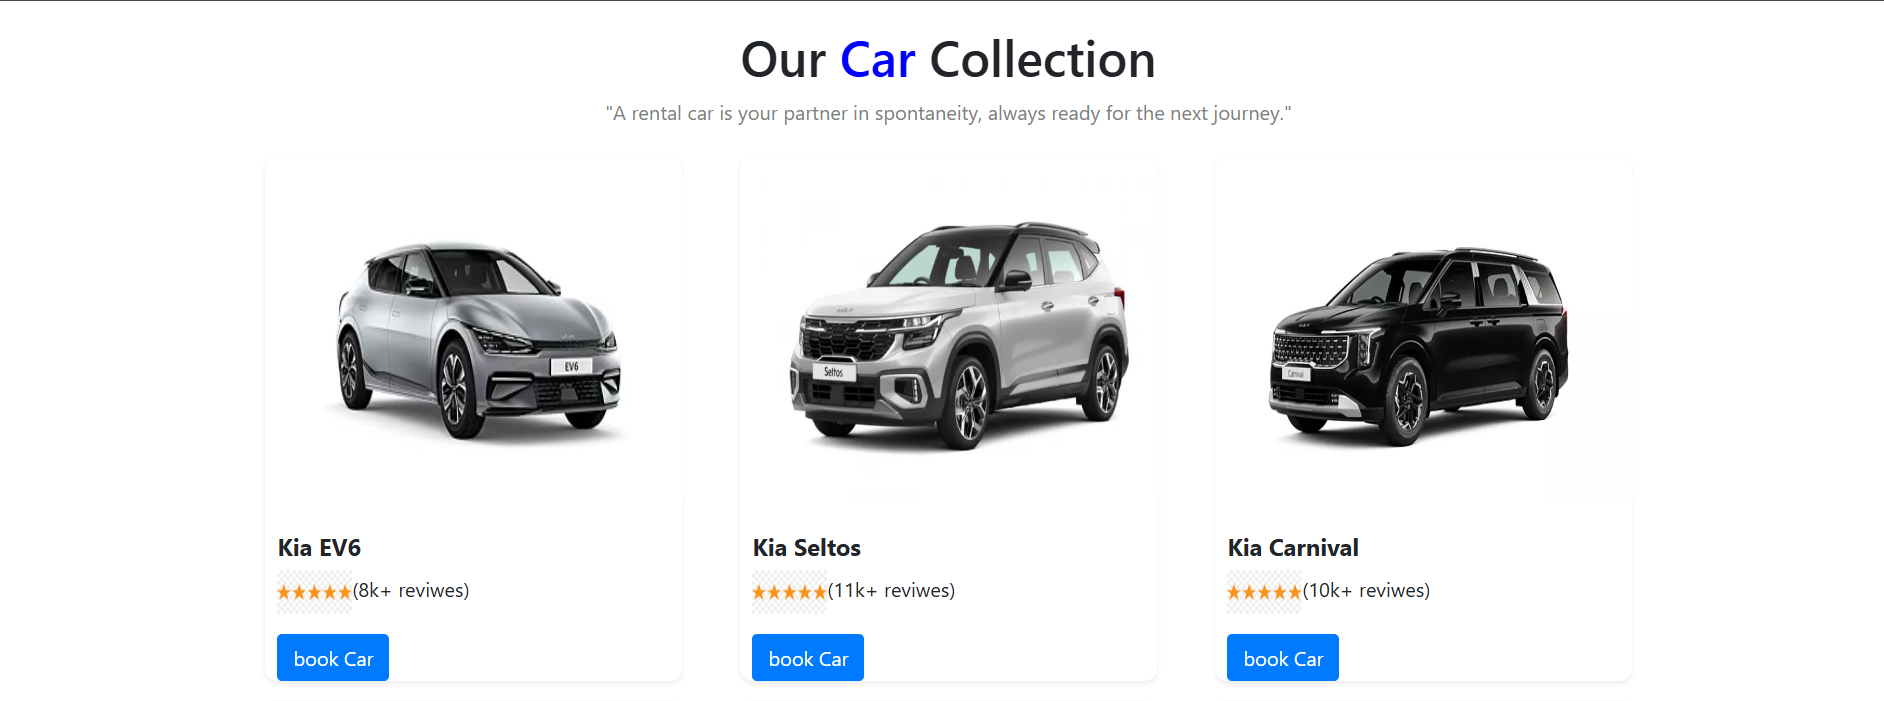 Our Car Collection
"A rental car is your partner in spontaneity, always ready for the next journey."
EV6
Seltos
Carnival
Kia EV6
Kia Seltos
Kia Carnival
(8k+ reviwes)
(11k+ reviwes)
(10k+ reviwes)
book Car
book Car
book Car